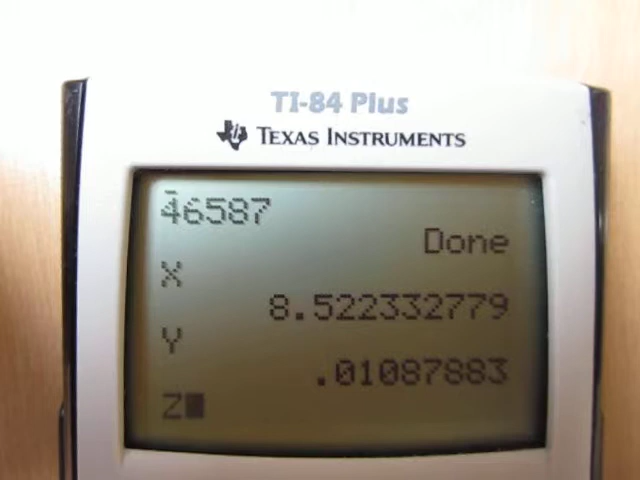 TI-84 Plus
TEXAS INSTRUMENTS
46587
Done
X
8.522332779
Y
.01087883
Z